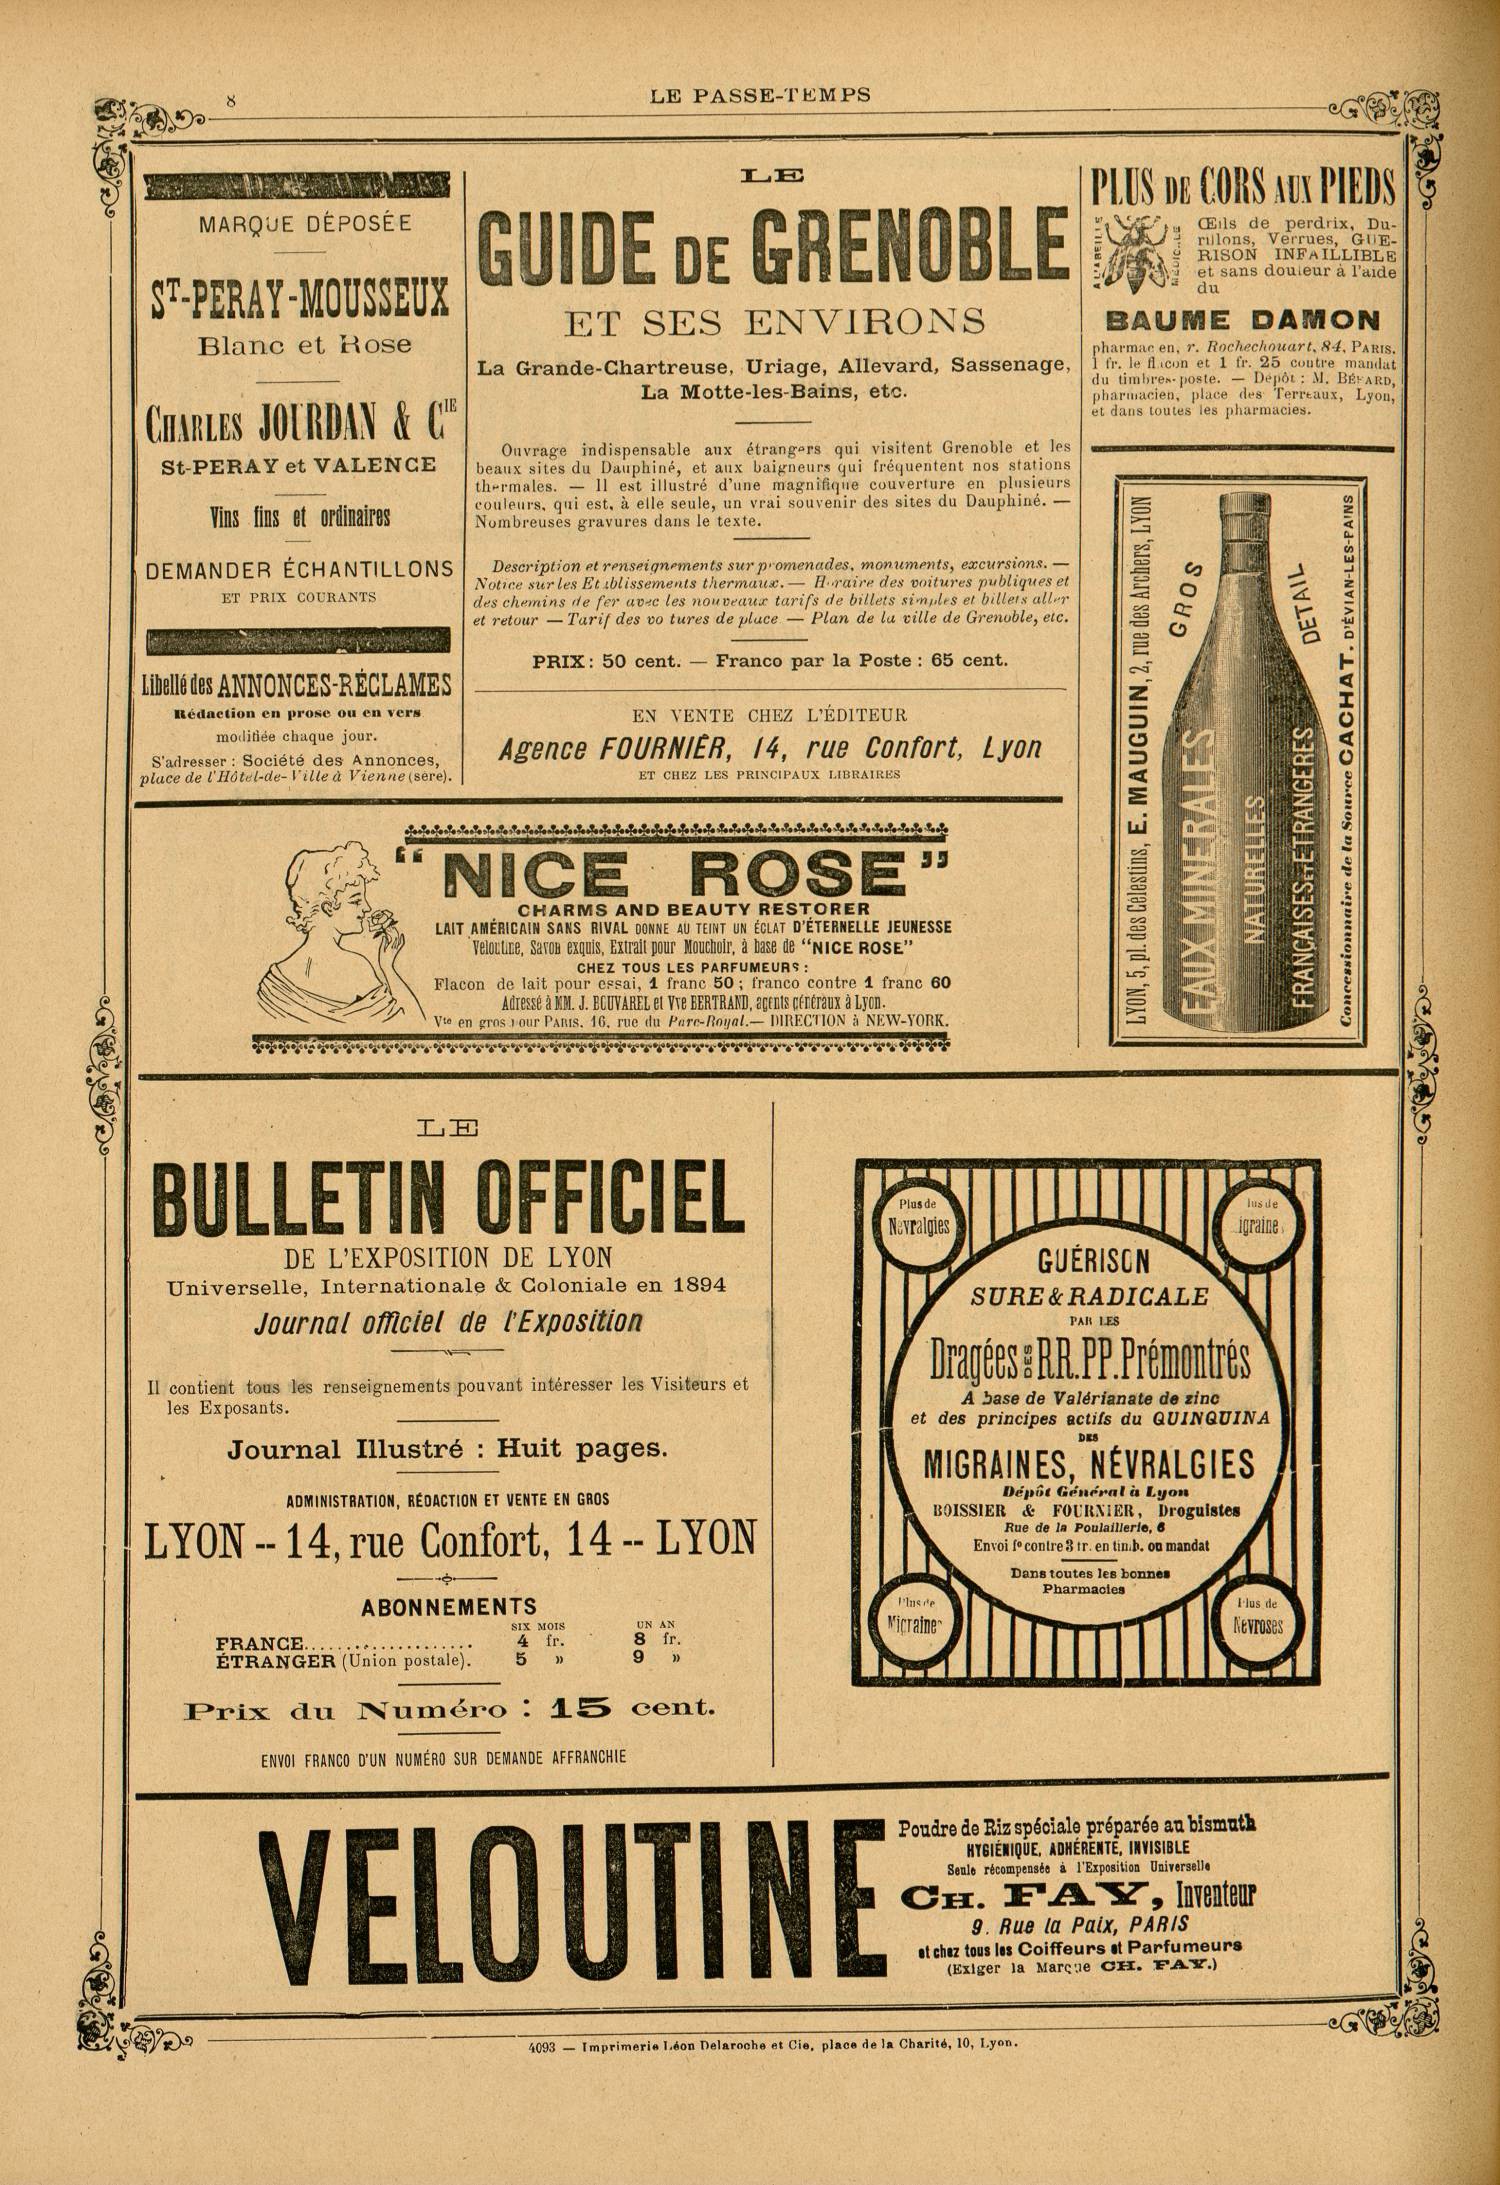 8
LE PASSE-TEMPS
MARQUE DÉPOSÉE
ST-PERAY-MOUSSEUX
Blanc et Rose
CHARLES JOURDAN & CIE
St-PERAY et VALENCE
Vins fins et ordinaires
DEMANDER ÉCHANTILLONS
ET PRIX COURANTS
Libellé des ANNONCES-RÉCLAMES
Rédaction en prose ou en vers
modifiée chaque jour.
S'adresser : Société des Annonces,
place de l'Hôtel-de-Ville à Vienne (Isère).
LE
GUIDE DE GRENOBLE
ET SES ENVIRONS
La Grande-Chartreuse, Uriage, Allevard, Sassenage,
La Motte-les-Bains, etc.
Ouvrage indispensable aux étrangers qui visitent Grenoble et les
beaux sites du Dauphiné, et aux baigneurs qui fréquentent nos stations
thermales. — Il est illustré d'une magnifique couverture en plusieurs
couleurs, qui est, à elle seule, un vrai souvenir des sites du Dauphiné. —
Nombreuses gravures dans le texte.
Description et renseignements sur promenades, monuments, excursions. —
Notice sur les Etablissements thermaux. — Horaire des voitures publiques et
des chemins de fer avec les nouveaux tarifs de billets simples et billets aller
et retour — Tarif des vo tures de place — Plan de la ville de Grenoble, etc.
PRIX : 50 cent. — Franco par la Poste : 65 cent.
EN VENTE CHEZ L'ÉDITEUR
Agence FOURNIER, 14, rue Confort, Lyon
ET CHEZ LES PRINCIPAUX LIBRAIRES
PLUS DE CORS AUX PIEDS
L'ABEILLE
MÉDICALE
Œils de perdrix, Du-
rillons, Verrues, GUÉ-
RISON INFAILLIBLE
et sans douleur à l'aide
du
BAUME DAMON
pharmacien, r. Rochechouart, 84, PARIS.
1 fr. le flacon et 1 fr. 25 contre mandat
du timbres-poste. — Dépôt : M. BÉRARD,
pharmacien, place des Terreaux, Lyon,
et dans toutes les pharmacies.
LYON, 5, pl. des Célestins, E. MAUGUIN, 2, rue des Archers, LYON
GROS
DETAIL
EAUX MINERALES
NATURELLES
FRANÇAISES ET ETRANGERES
Concessionnaire de la Source CACHAT. D'ÉVIAN-LES-BAINS
“NICE ROSE”
CHARMS AND BEAUTY RESTORER
LAIT AMÉRICAIN SANS RIVAL DONNE AU TEINT UN ÉCLAT D'ÉTERNELLE JEUNESSE
Veloutine, Savon exquis, Extrait pour Mouchoir, à base de “NICE ROSE”
CHEZ TOUS LES PARFUMEURS :
Flacon de lait pour essai, 1 franc 50 ; franco contre 1 franc 60
Adressé à MM. J. BOUVAREL et Vve BERTRAND, agents généraux à Lyon.
Vte en gros pour PARIS. 16, rue du Parc-Royal. — DIRECTION à NEW-YORK.
LE
BULLETIN OFFICIEL
DE L'EXPOSITION DE LYON
Universelle, Internationale & Coloniale en 1894
Journal officiel de l'Exposition
Il contient tous les renseignements pouvant intéresser les Visiteurs et
les Exposants.
Journal Illustré : Huit pages.
ADMINISTRATION, RÉDACTION ET VENTE EN GROS
LYON -- 14, rue Confort, 14 -- LYON
ABONNEMENTS
SIX MOIS UN AN
FRANCE.................... 4 fr. 8 fr.
ÉTRANGER (Union postale). 5 » 9 »
Prix du Numéro : 15 cent.
ENVOI FRANCO D'UN NUMÉRO SUR DEMANDE AFFRANCHIE
Plus de
Névralgies
lus de
igraine
GUÉRISON
SURE & RADICALE
PAR LES
Dragées DES RR.PP. Prémontrés
A base de Valérianate de zinc
et des principes actifs du QUINQUINA
DES
MIGRAINES, NÉVRALGIES
Dépôt Général à Lyon
BOISSIER & FOURNIER, Droguistes
Rue de la Poulaillerie, 6
Envoi fo contre 3 fr. en timb. ou mandat
Dans toutes les bonnes
Pharmacies
Plus de
Migraine
Plus de
Névroses
VELOUTINE
Poudre de Riz spéciale préparée au bismuth
HYGIÉNIQUE, ADHÉRENTE, INVISIBLE
Seule récompensée à l'Exposition Universelle
CH. FAY, Inventeur
9. Rue la Paix, PARIS
et chez tous les Coiffeurs et Parfumeurs
(Exiger la Marque CH. FAY.)
4093 — Imprimerie Léon Delaroche et Cie, place de la Charité, 10, Lyon.